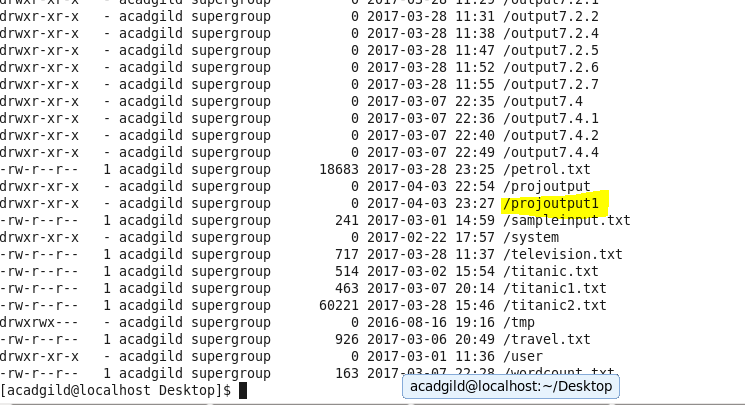 drwxr-xr-x - acadgild supergroup 0 2017-03-28 11:29 /output7.2.1
drwxr-xr-x - acadgild supergroup 0 2017-03-28 11:31 /output7.2.2
drwxr-xr-x - acadgild supergroup 0 2017-03-28 11:38 /output7.2.4
drwxr-xr-x - acadgild supergroup 0 2017-03-28 11:47 /output7.2.5
drwxr-xr-x - acadgild supergroup 0 2017-03-28 11:52 /output7.2.6
drwxr-xr-x - acadgild supergroup 0 2017-03-28 11:55 /output7.2.7
drwxr-xr-x - acadgild supergroup 0 2017-03-07 22:35 /output7.4
drwxr-xr-x - acadgild supergroup 0 2017-03-07 22:36 /output7.4.1
drwxr-xr-x - acadgild supergroup 0 2017-03-07 22:40 /output7.4.2
drwxr-xr-x - acadgild supergroup 0 2017-03-07 22:49 /output7.4.4
-rw-r--r-- 1 acadgild supergroup 18683 2017-03-28 23:25 /petrol.txt
drwxr-xr-x - acadgild supergroup 0 2017-04-03 22:54 /projoutput
drwxr-xr-x - acadgild supergroup 0 2017-04-03 23:27 /projoutput1
-rw-r--r-- 1 acadgild supergroup 241 2017-03-01 14:59 /sampleinput.txt
drwxr-xr-x - acadgild supergroup 0 2017-02-22 17:57 /system
-rw-r--r-- 1 acadgild supergroup 717 2017-03-28 11:37 /television.txt
-rw-r--r-- 1 acadgild supergroup 514 2017-03-02 15:54 /titanic.txt
-rw-r--r-- 1 acadgild supergroup 463 2017-03-07 20:14 /titanic1.txt
-rw-r--r-- 1 acadgild supergroup 60221 2017-03-28 15:46 /titanic2.txt
drwxrwx--- - acadgild supergroup 0 2016-08-16 19:16 /tmp
-rw-r--r-- 1 acadgild supergroup 926 2017-03-06 20:49 /travel.txt
drwxr-xr-x - acadgild supergroup 0 2017-03-01 11:36 /user
-rw-r--r-- 1 acadgild supergroup 163 2017-03-07 22:28 /wordcount.txt
[acadgild@localhost Desktop]$
acadgild@localhost:~/Desktop